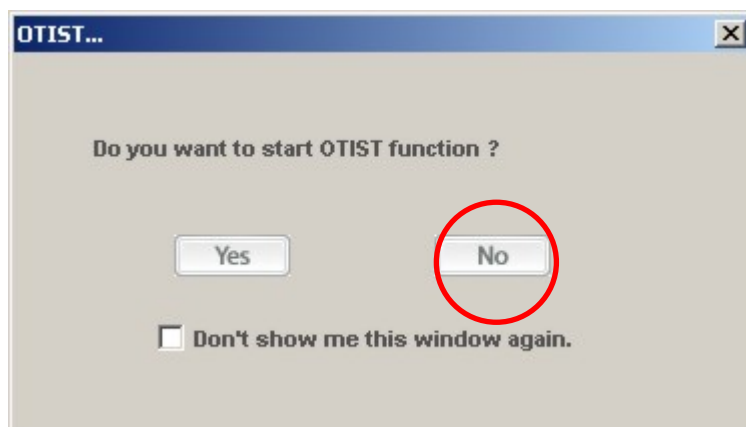 OTIST...
Do you want to start OTIST function ?
Yes No
Don't show me this window again.